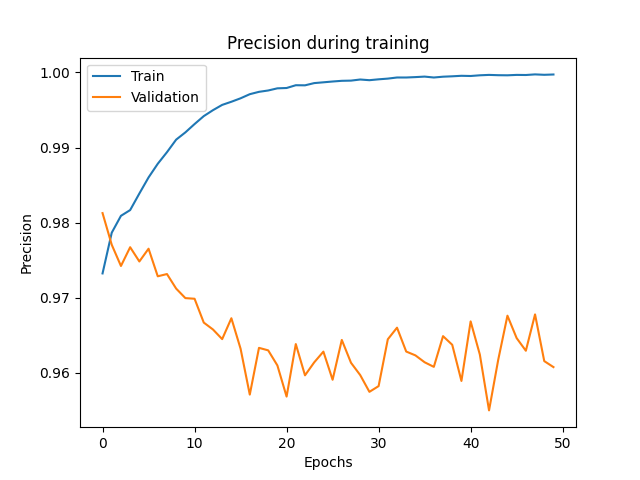 Precision during training
Train
Validation
1.00
0.99
0.98
0.97
0.96
Precision
0 10 20 30 40 50
Epochs